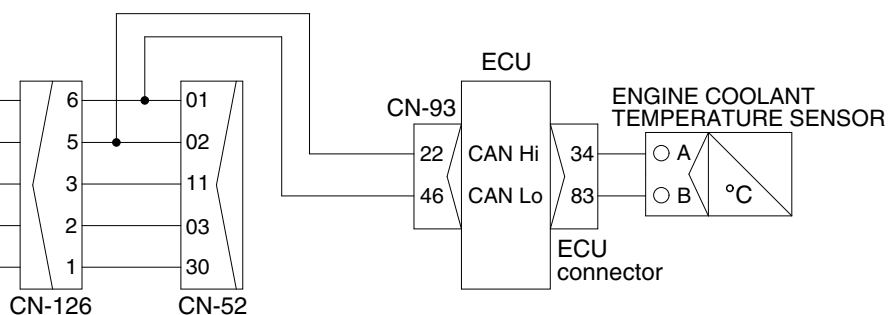 ECU
CN-93
ENGINE COOLANT
TEMPERATURE SENSOR
6 01
5 02
3 11
2 03
1 30
22 CAN Hi 34 A
46 CAN Lo 83 B °C
ECU
connector
CN-126 CN-52